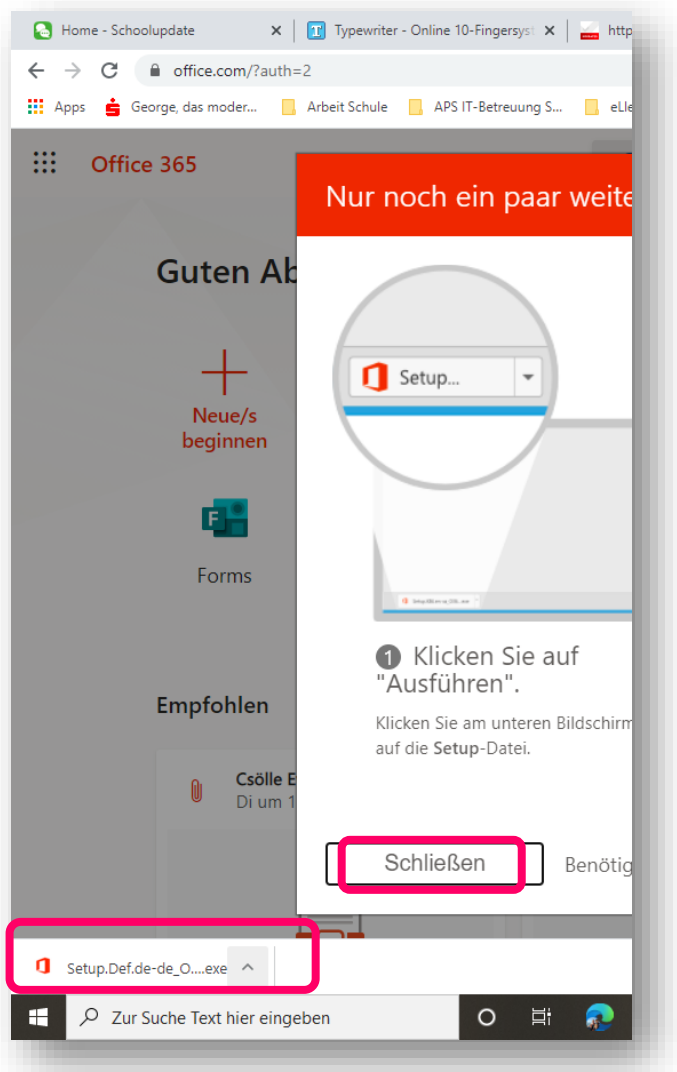 Home - Schoolupdate
Typewriter - Online 10-Fingersyst
http
office.com/?auth=2
Apps
George, das moder...
Arbeit Schule
APS IT-Betreuung S...
Office 365
Nur noch ein paar weite
Guten Ab
Setup...
Neue/s
beginnen
F
Forms
1 Klicken Sie auf
"Ausführen".
Klicken Sie am unteren Bildschirm
auf die Setup-Datei.
Empfohlen
Csölle E
Di um 1
Schließen
Benötig
Setup.Def.de-de_O....exe
Zur Suche Text hier eingeben